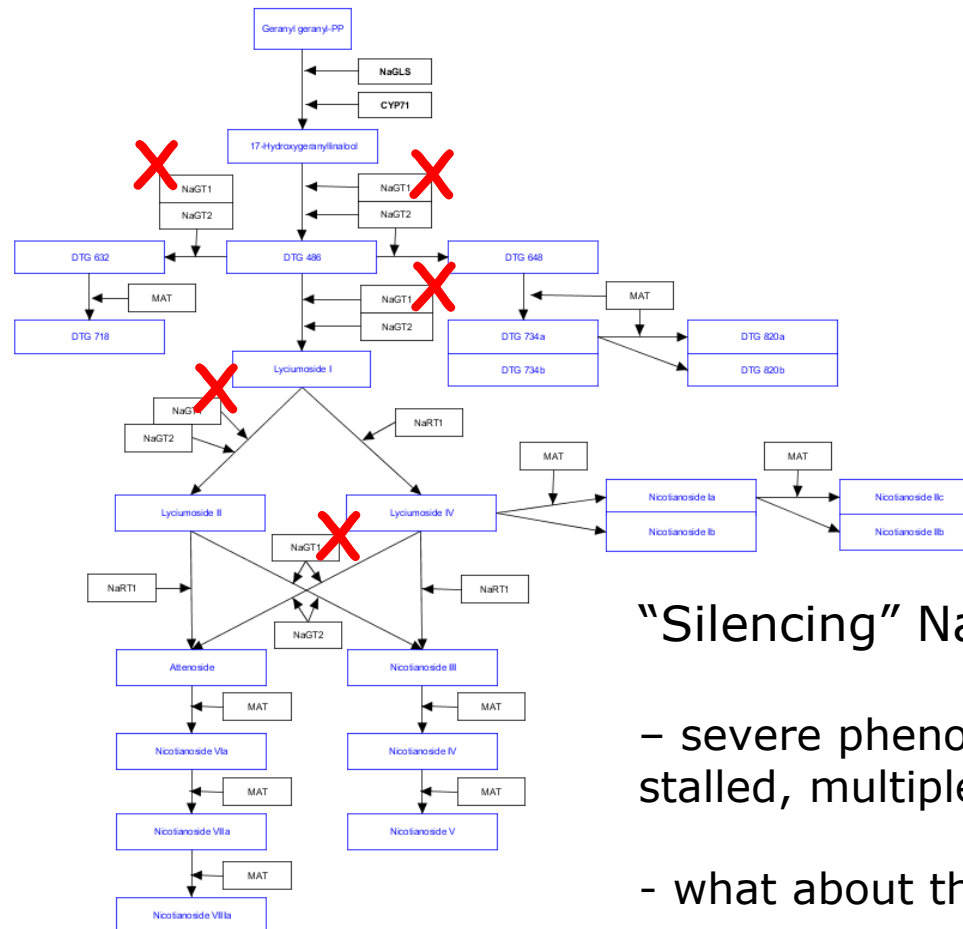 Geranyl geranyl-PP
NaGLS
CYP71
17-Hydroxygeranyllinalool
NaGT1
NaGT2
NaGT1
NaGT2
DTG 632
DTG 486
DTG 648
MAT
NaGT1
NaGT2
MAT
DTG 718
DTG 734a
DTG 734b
DTG 820a
DTG 820b
Lyciumoside I
NaGT1
NaGT2
NaRT1
MAT
MAT
Lyciumoside II
Lyciumoside IV
Nicotianoside Ia
Nicotianoside Ib
Nicotianoside IIc
Nicotianoside IIb
NaGT1
NaRT1
NaRT1
NaGT2
"Silencing" Na
Attenoside
Nicotianoside III
MAT
MAT
– severe pheno
stalled, multiple
Nicotianoside VIa
Nicotianoside IV
MAT
MAT
Nicotianoside VIIa
Nicotianoside V
MAT
- what about th
Nicotianoside VIIIa